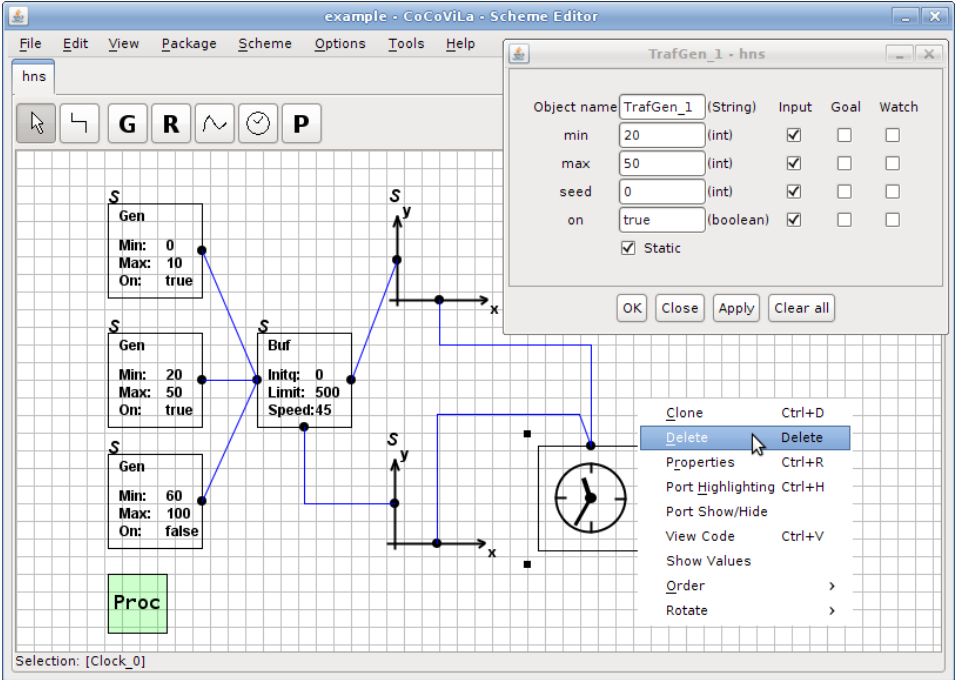 example - CoCoViLa - Scheme Editor
File Edit View Package Scheme Options Tools Help
hns
G R P
TrafGen_1 - hns
Object name TrafGen_1 (String) Input Goal Watch
min 20 (int)
max 50 (int)
seed 0 (int)
on true (boolean)
Static
OK Close Apply Clear all
S
Gen
Min: 0
Max: 10
On: true
S
y
x
S
Gen
Min: 20
Max: 50
On: true
S
Buf
Initq: 0
Limit: 500
Speed:45
S
Gen
Min: 60
Max: 100
On: false
S
y
x
Proc
Clone Ctrl+D
Delete Delete
Properties Ctrl+R
Port Highlighting Ctrl+H
Port Show/Hide
View Code Ctrl+V
Show Values
Order
Rotate
Selection: [Clock_0]